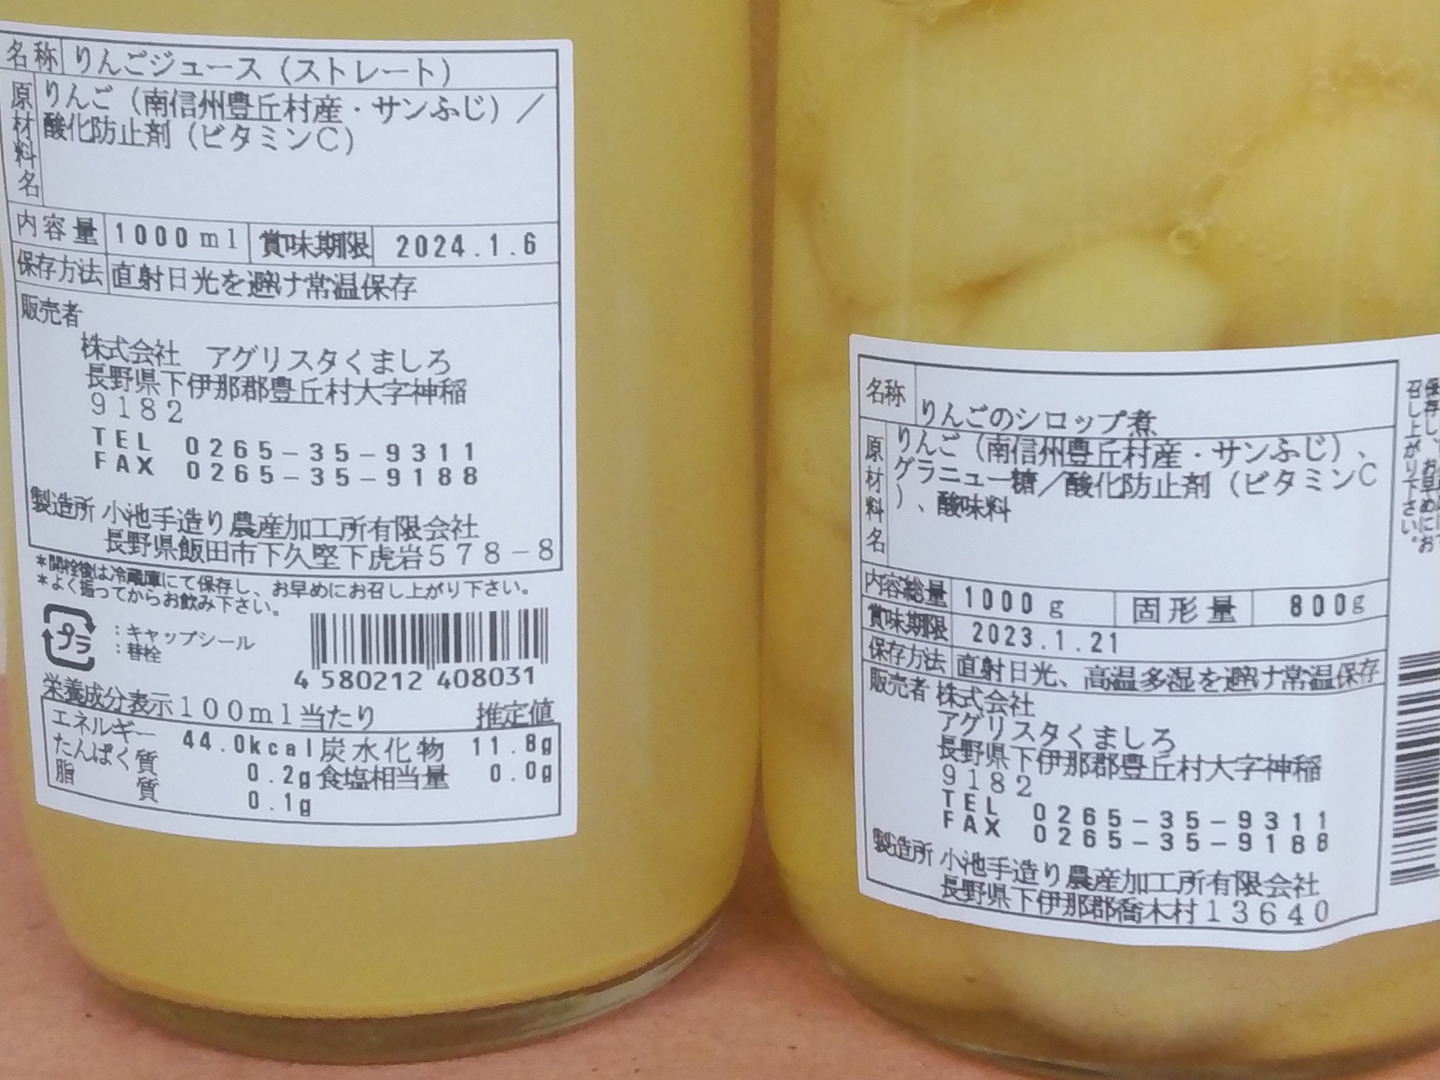 名称 りんごジュース（ストレート）
原材料名 りんご（南信州豊丘村産・サンふじ）／
酸化防止剤（ビタミンC）
内容量 1000ml 賞味期限 2024.1.6
保存方法 直射日光を避け常温保存
販売者
株式会社 アグリスタくましろ
長野県下伊那郡豊丘村大字神稲
9182
TEL 0265-35-9311
FAX 0265-35-9188
製造所 小池手造り農産加工所有限会社
長野県飯田市下久堅下虎岩578-8
*開栓後は冷蔵庫にて保存し、お早めにお召し上がり下さい。
*よく振ってからお飲み下さい。
プラ
：キャップシール
：替栓
4 580212 408031
栄養成分表示100ml当たり 推定値
エネルギー 44.0kcal 炭水化物 11.8g
たんぱく質 0.2g 食塩相当量 0.0g
脂質 0.1g
名称 りんごのシロップ煮
原材料名 りんご（南信州豊丘村産・サンふじ）、
グラニュー糖／酸化防止剤（ビタミンC
）、酸味料
内容総量 1000g 固形量 800g
賞味期限 2023.1.21
保存方法 直射日光、高温多湿を避け常温保存
販売者 株式会社
アグリスタくましろ
長野県下伊那郡豊丘村大字神稲
9182
TEL 0265-35-9311
FAX 0265-35-9188
製造所 小池手造り農産加工所有限会社
長野県下伊那郡喬木村13640
保存し、お早めにお
召し上がり下さい。